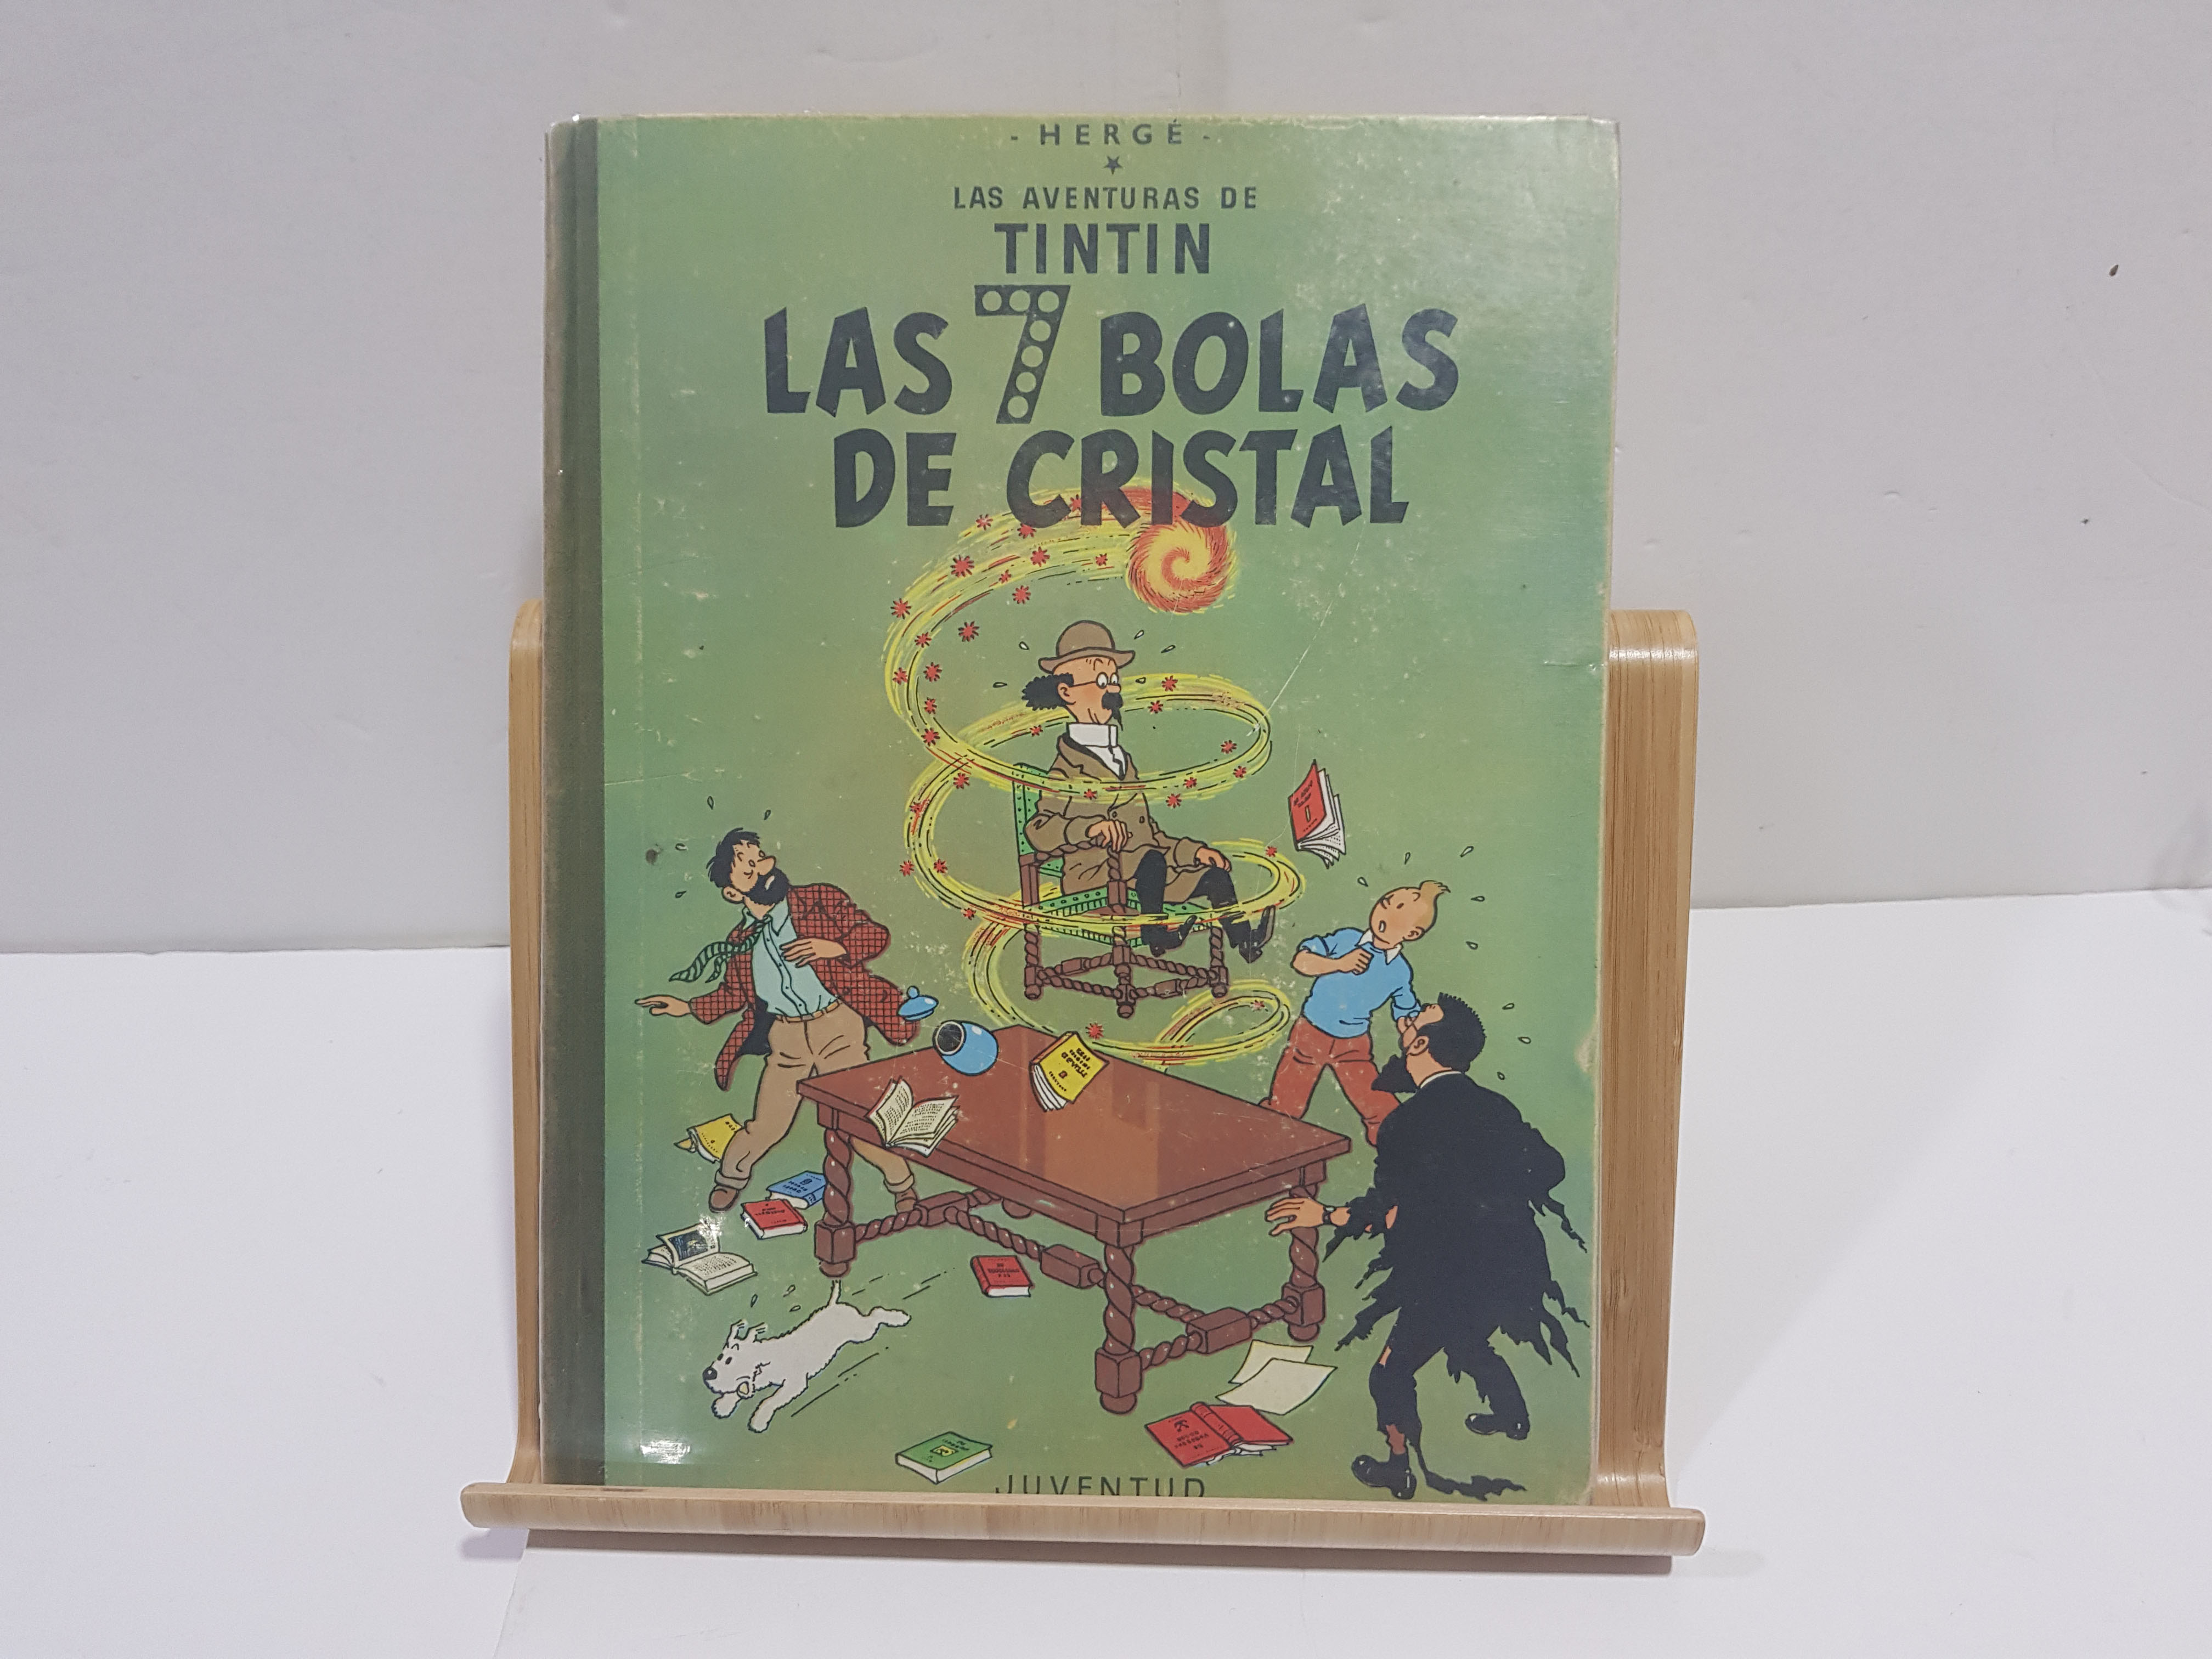 - HERGÉ -
LAS AVENTURAS DE
TINTIN
LAS 7 BOLAS
DE CRISTAL
JUVENTUD